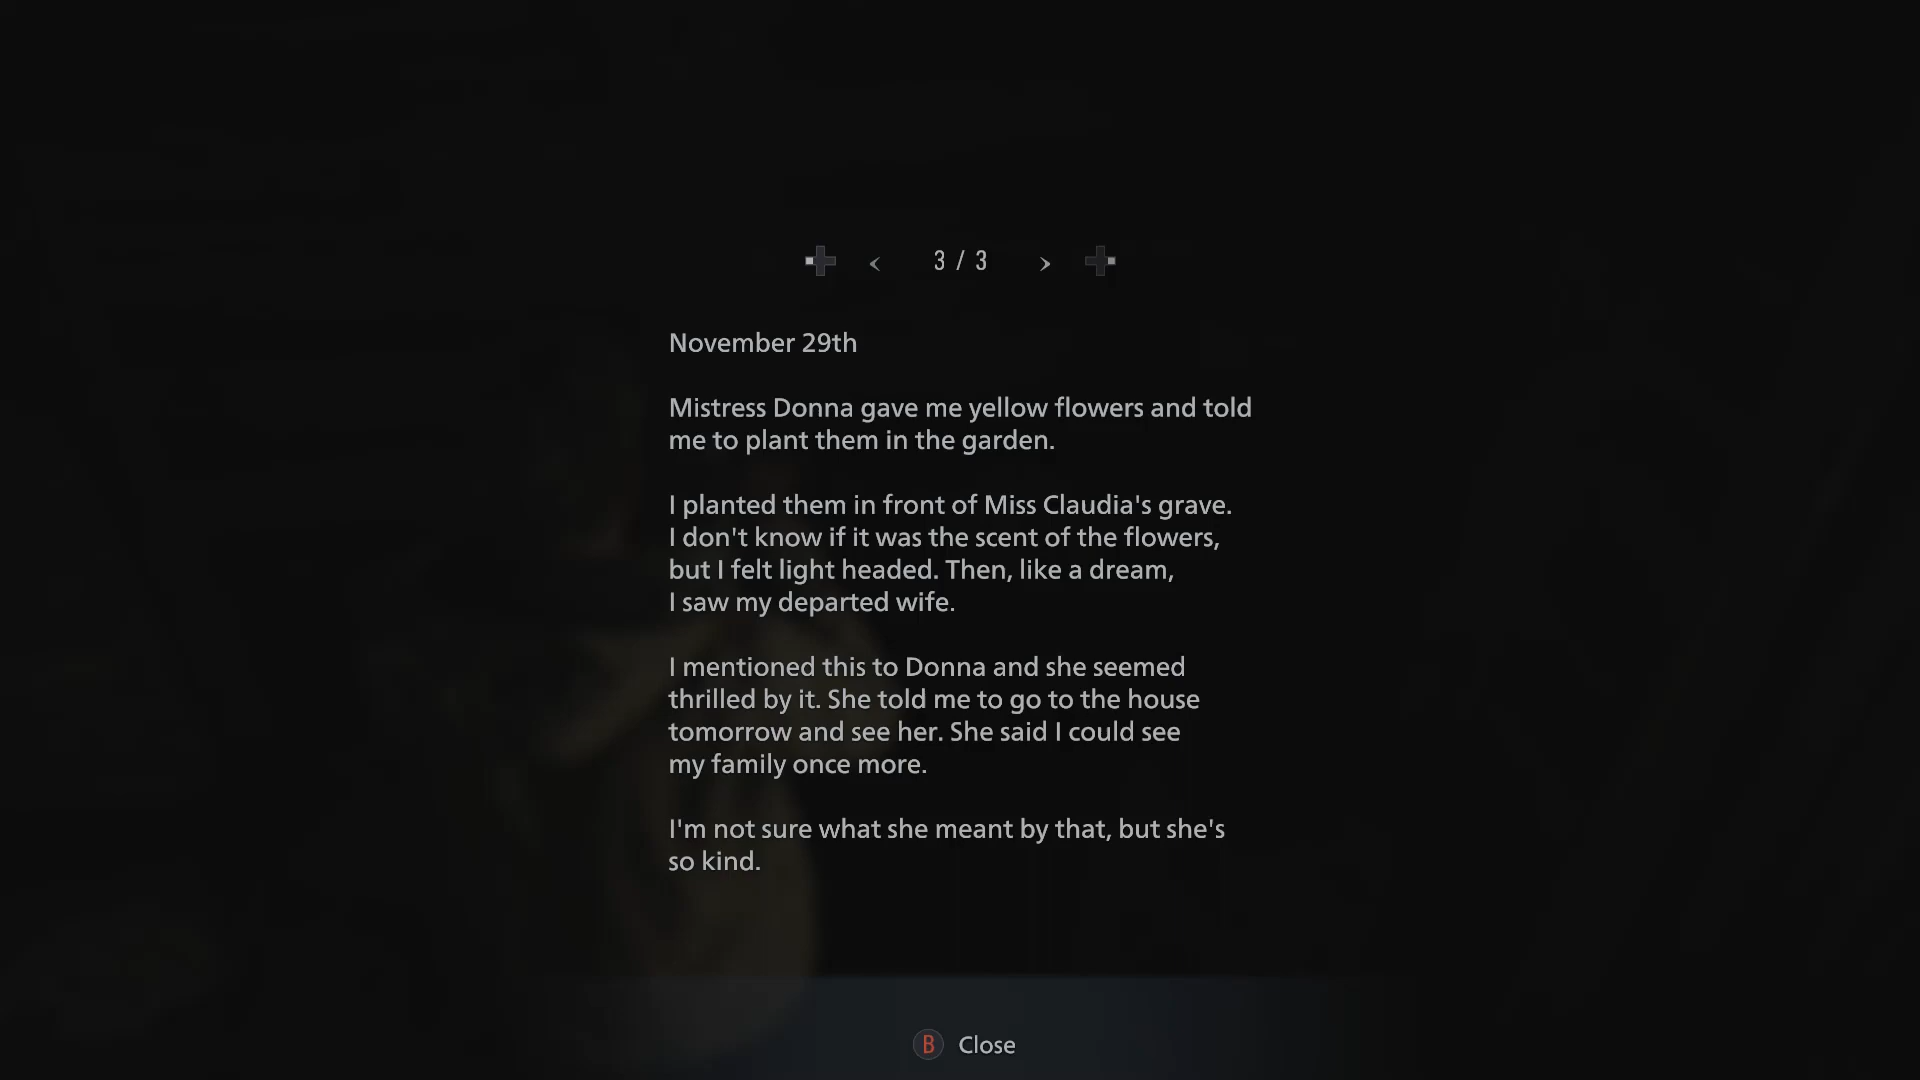 < 3 / 3 >
November 29th
Mistress Donna gave me yellow flowers and told
me to plant them in the garden.
I planted them in front of Miss Claudia's grave.
I don't know if it was the scent of the flowers,
but I felt light headed. Then, like a dream,
I saw my departed wife.
I mentioned this to Donna and she seemed
thrilled by it. She told me to go to the house
tomorrow and see her. She said I could see
my family once more.
I'm not sure what she meant by that, but she's
so kind.
B Close